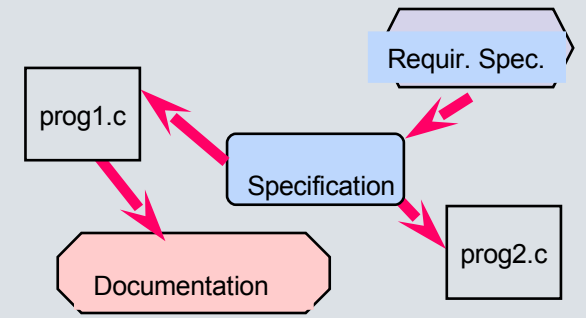 Requir. Spec.
prog1.c
Specification
prog2.c
Documentation